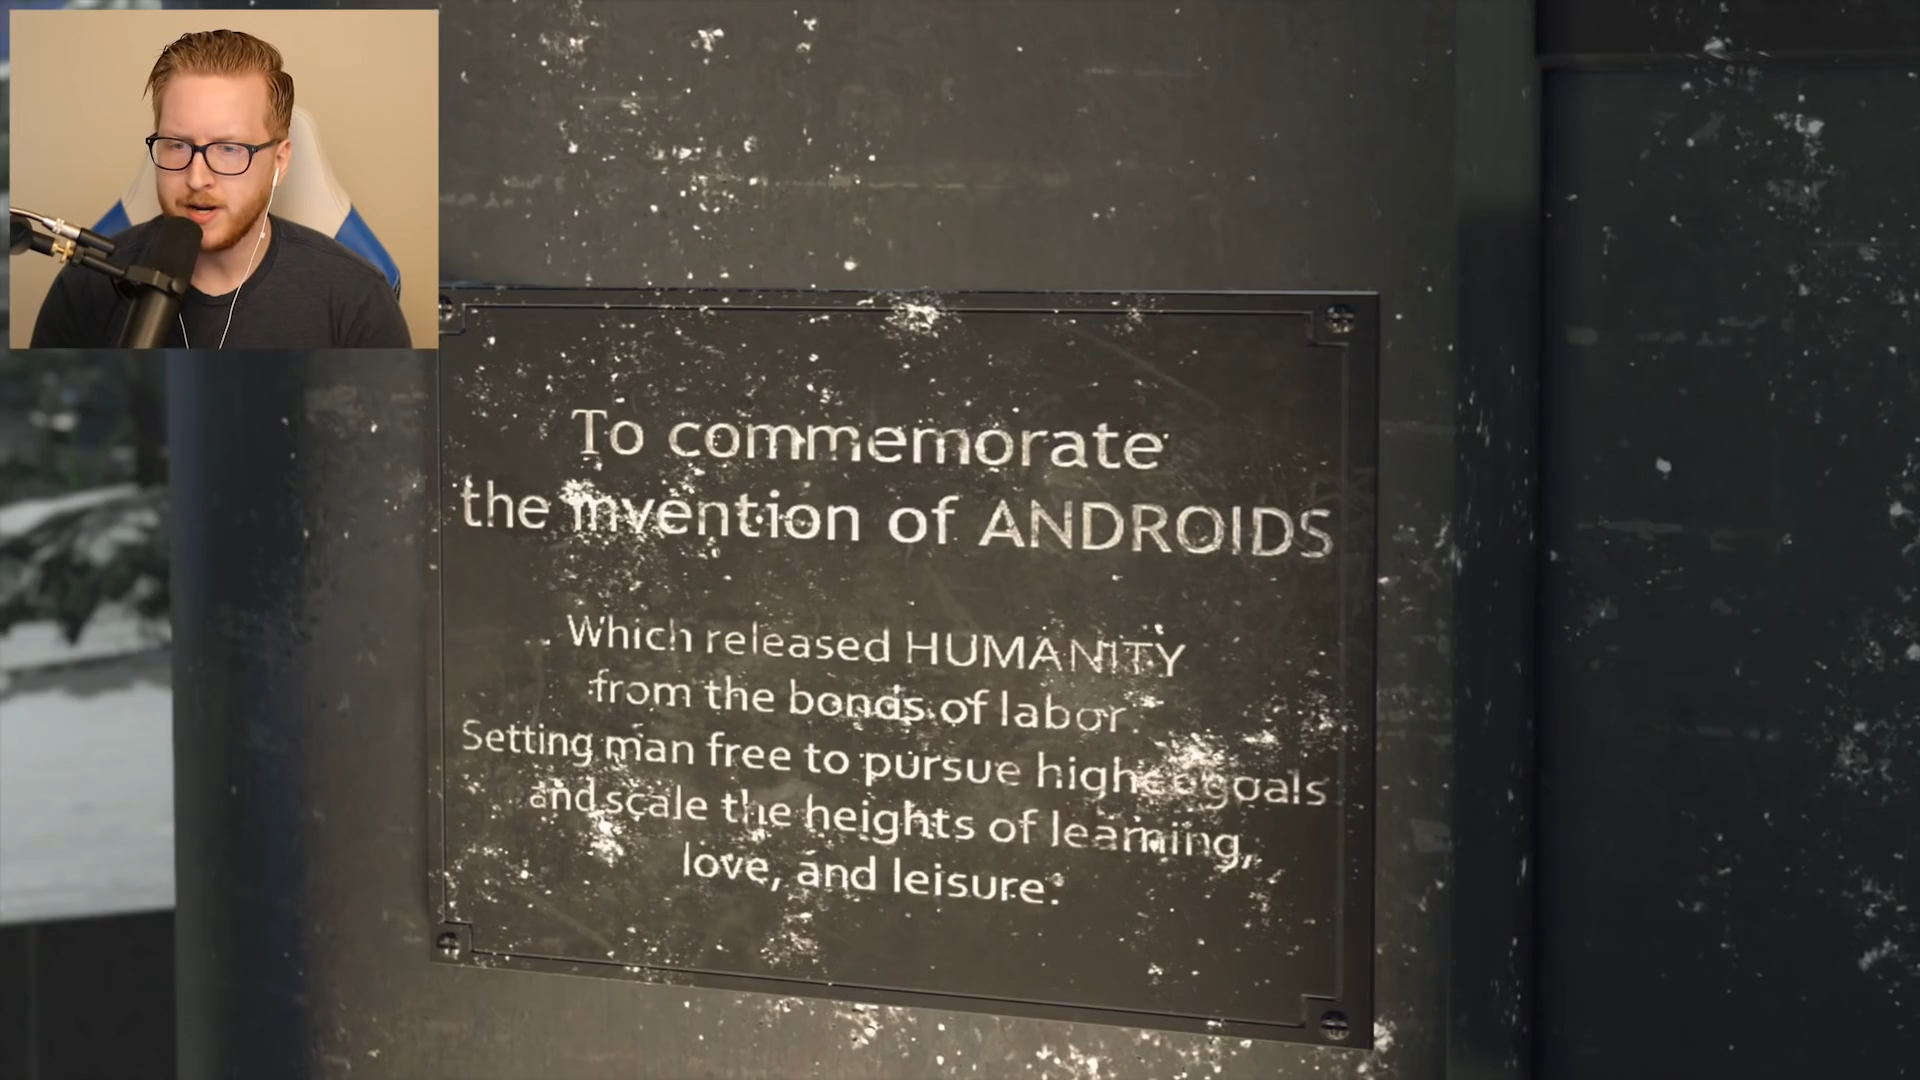 To commemorate
the invention of ANDROIDS
Which released HUMANITY
from the bonds of labor.
Setting man free to pursue higher goals
and scale the heights of learning,
love, and leisure.